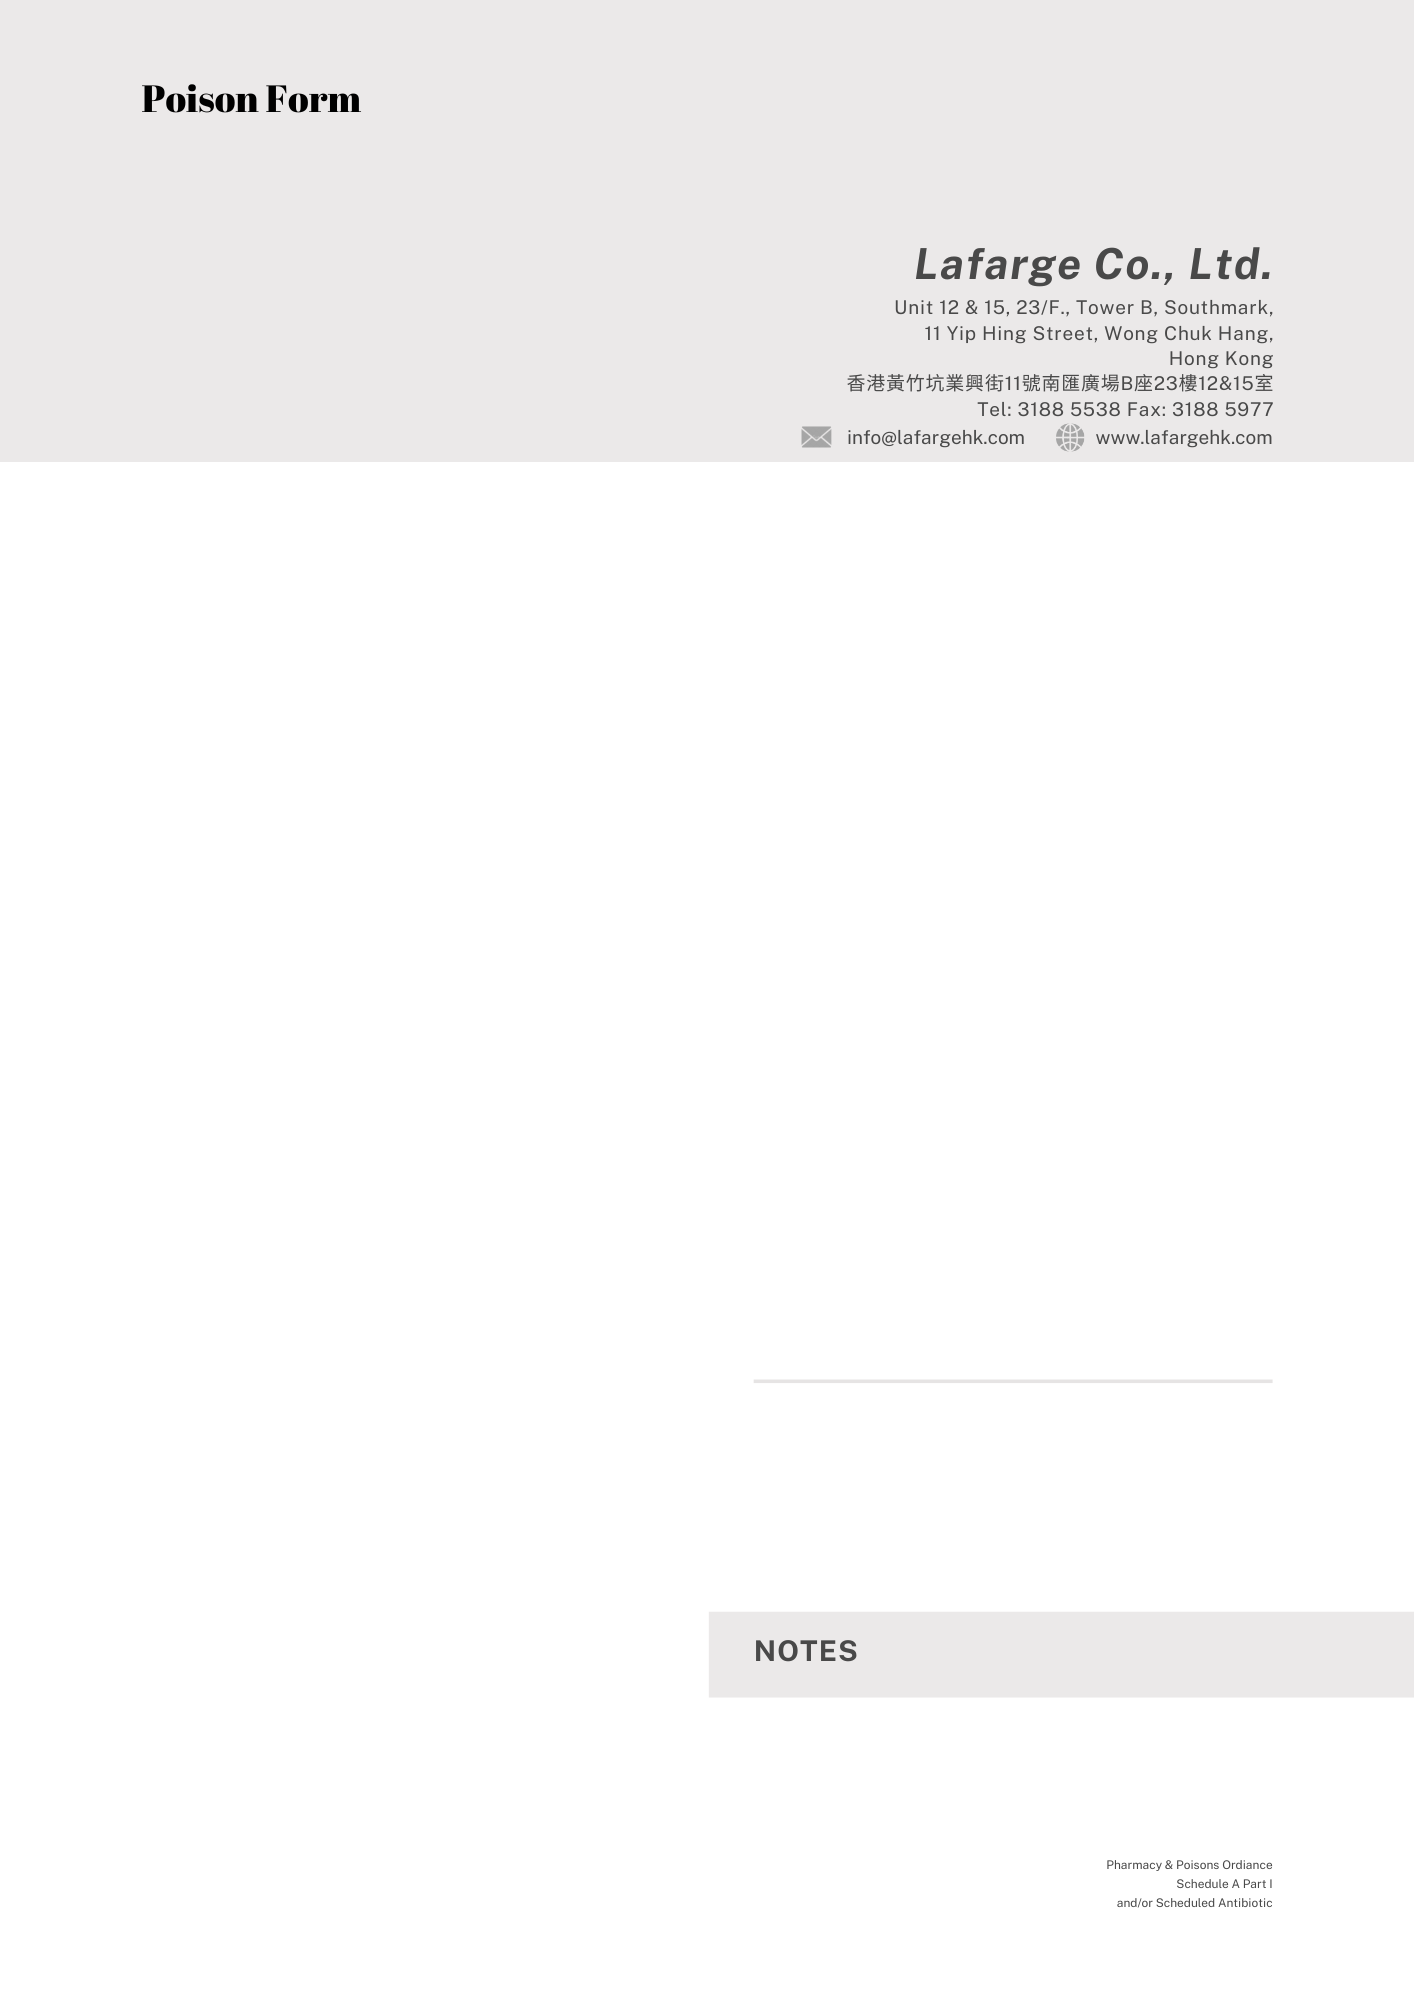 Poison Form
Lafarge Co., Ltd.
Unit 12 & 15, 23/F., Tower B, Southmark,
11 Yip Hing Street, Wong Chuk Hang,
Hong Kong
香港黃竹坑業興街11號南匯廣場B座23樓12&15室
Tel: 3188 5538 Fax: 3188 5977
info@lafargehk.com www.lafargehk.com
NOTES
Pharmacy & Poisons Ordiance
Schedule A Part I
and/or Scheduled Antibiotic